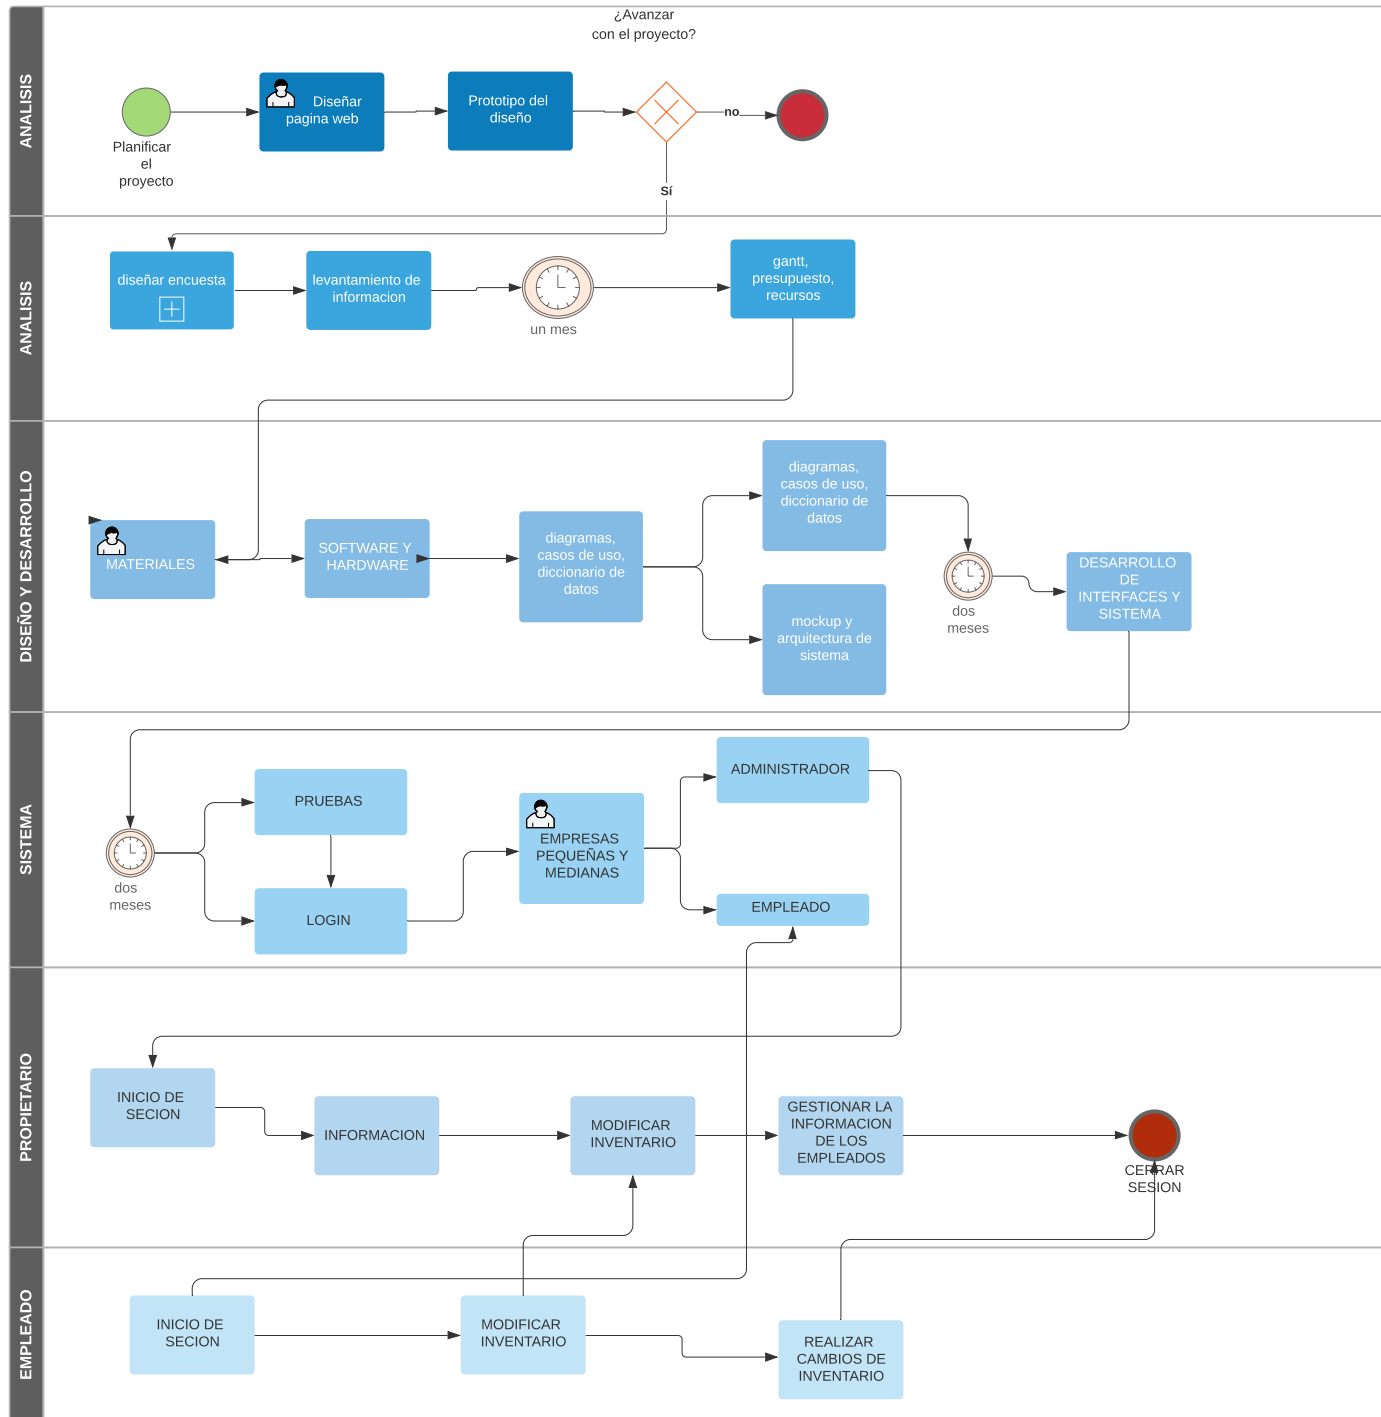 ¿Avanzar
con el proyecto?
ANALISIS
Planificar
el
proyecto
Diseñar
pagina web
Prototipo del
diseño
no
Sí
ANALISIS
diseñar encuesta
levantamiento de
informacion
un mes
gantt,
presupuesto,
recursos
DISEÑO Y DESARROLLO
MATERIALES
SOFTWARE Y
HARDWARE
diagramas,
casos de uso,
diccionario de
datos
diagramas,
casos de uso,
diccionario de
datos
mockup y
arquitectura de
sistema
dos
meses
DESARROLLO
DE
INTERFACES Y
SISTEMA
SISTEMA
dos
meses
PRUEBAS
LOGIN
EMPRESAS
PEQUEÑAS Y
MEDIANAS
ADMINISTRADOR
EMPLEADO
PROPIETARIO
INICIO DE
SECION
INFORMACION
MODIFICAR
INVENTARIO
GESTIONAR LA
INFORMACION
DE LOS
EMPLEADOS
CERRAR
SESION
EMPLEADO
INICIO DE
SECION
MODIFICAR
INVENTARIO
REALIZAR
CAMBIOS DE
INVENTARIO